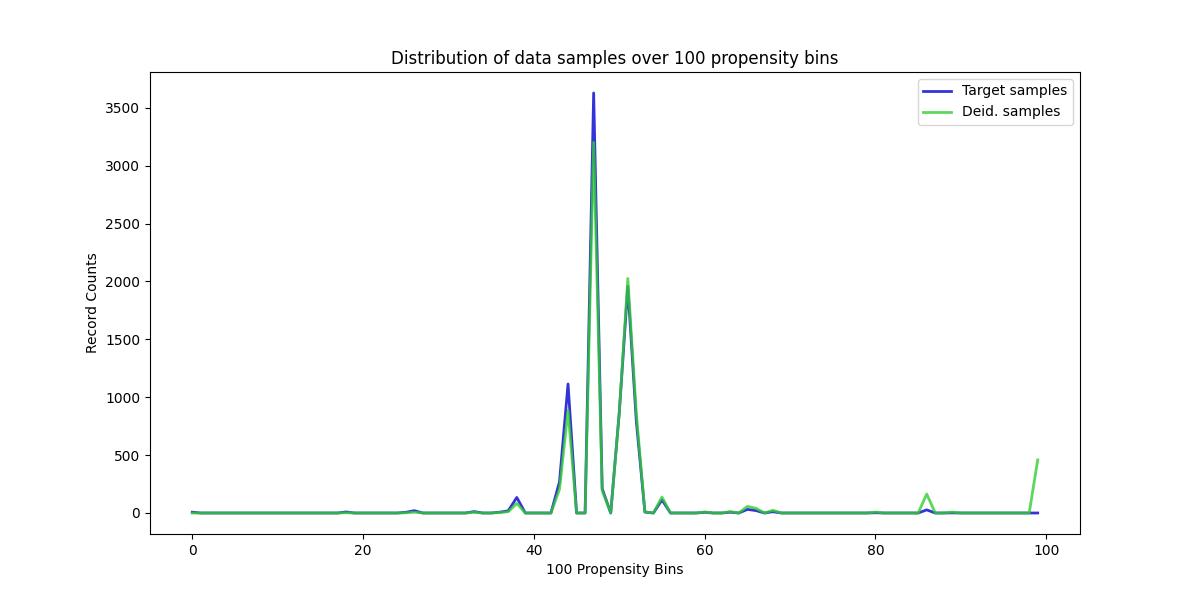 Distribution of data samples over 100 propensity bins
Target samples
Deid. samples
Record Counts
3500
3000
2500
2000
1500
1000
500
0
0 20 40 60 80 100
100 Propensity Bins